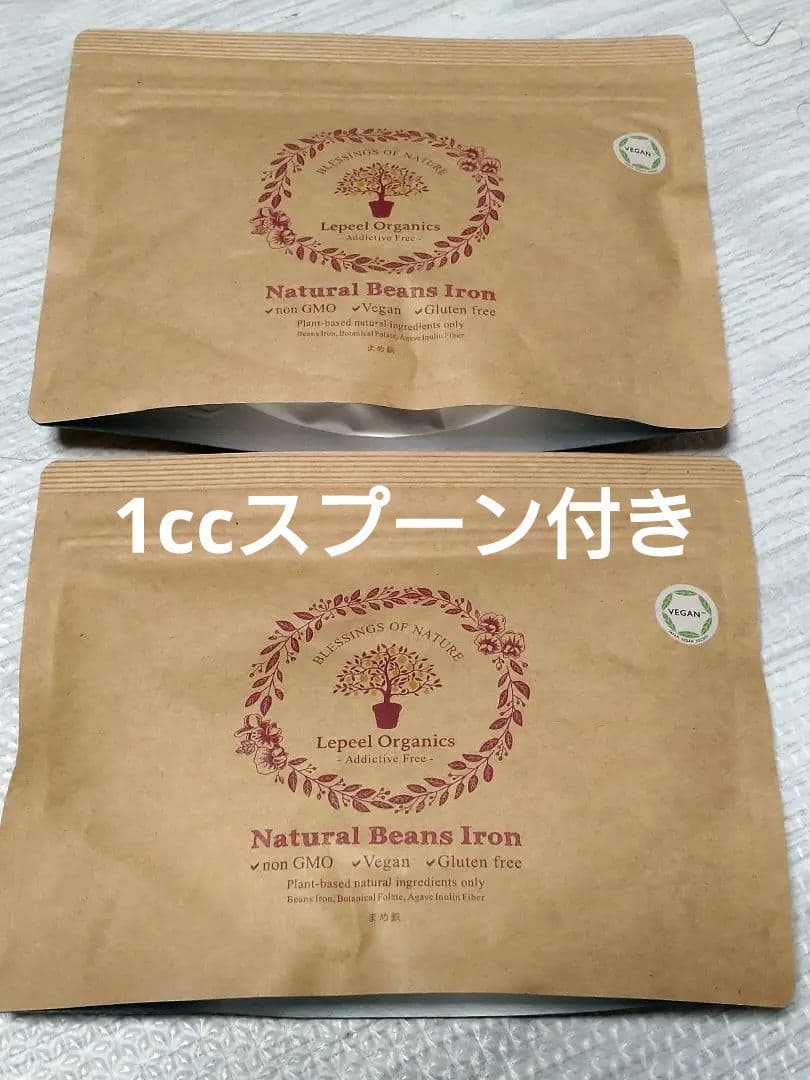 BLESSINGS OF NATURE
Lepeel Organics
- Addictive Free -
Natural Beans Iron
✓non GMO ✓Vegan ✓Gluten free
Plant-based natural ingredients only
Beans Iron, Botanical Folate, Agave Inulin Fiber
まめ鉄
VEGAN
1ccスプーン付き
BLESSINGS OF NATURE
Lepeel Organics
- Addictive Free -
Natural Beans Iron
✓non GMO ✓Vegan ✓Gluten free
Plant-based natural ingredients only
Beans Iron, Botanical Folate, Agave Inulin Fiber
まめ鉄
VEGAN